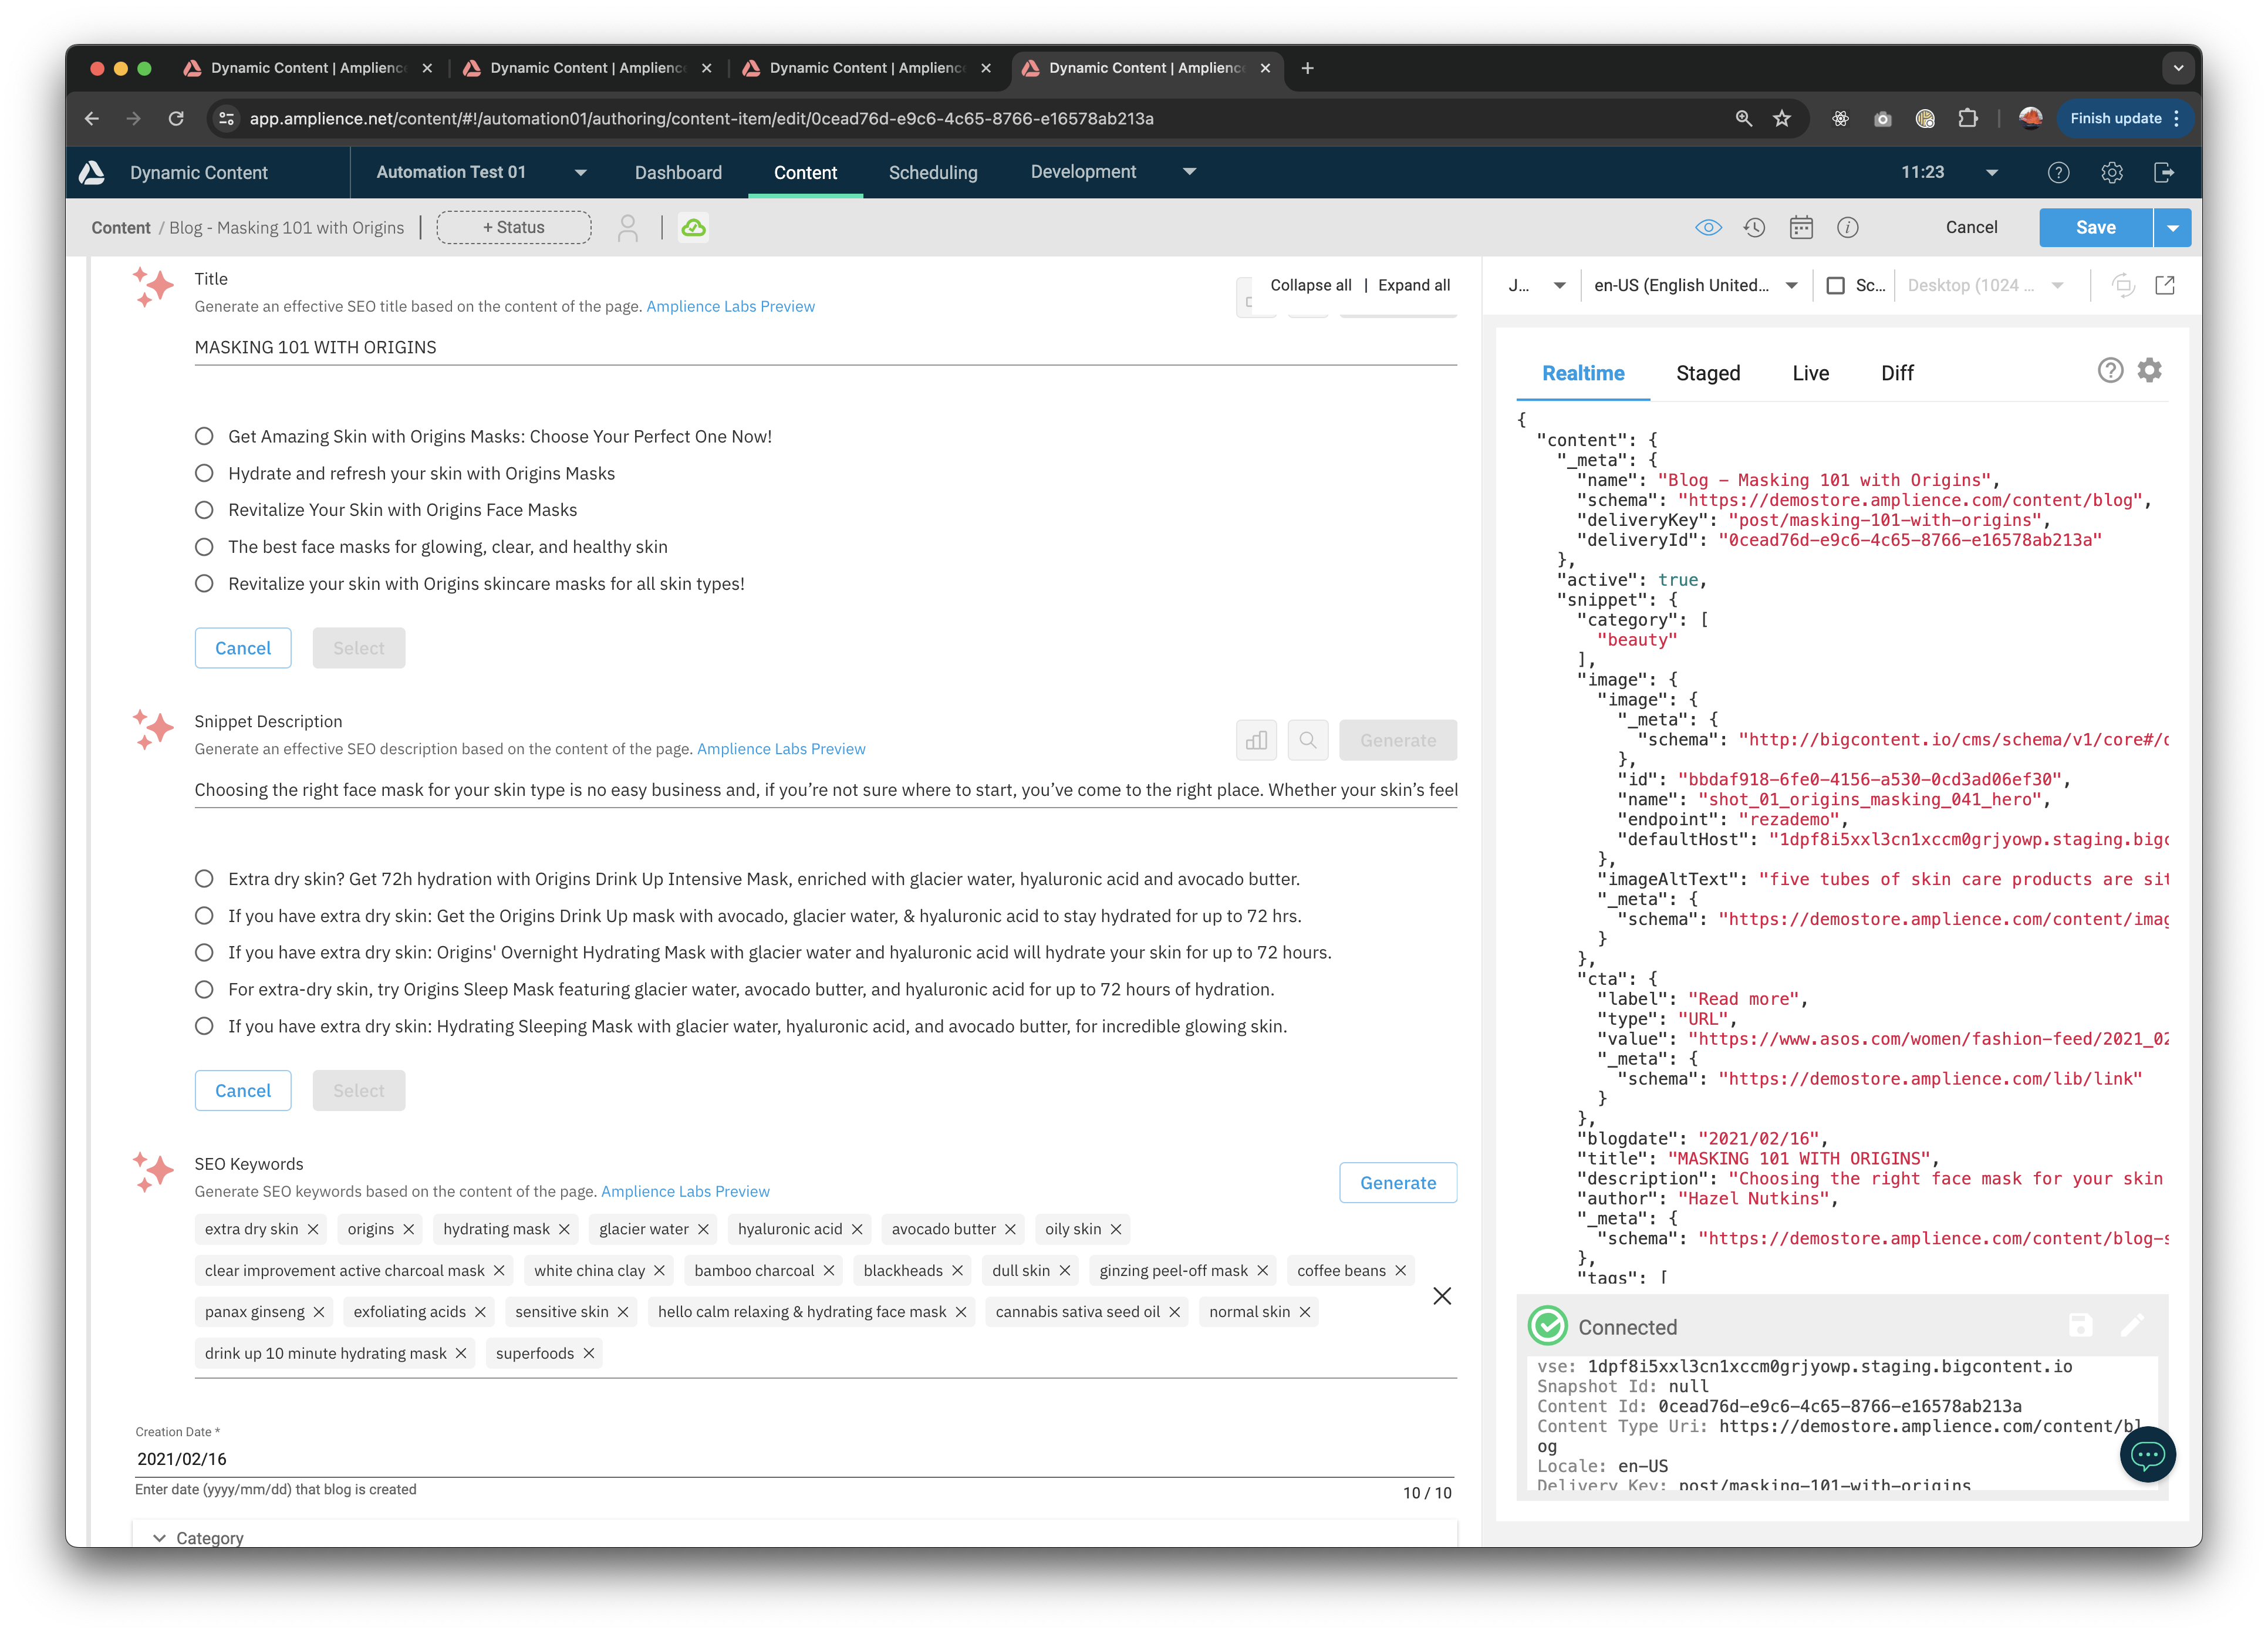 Dynamic Content | Amplience
Dynamic Content | Amplience
Dynamic Content | Amplience
Dynamic Content | Amplience
app.amplience.net/content/#!/automation01/authoring/content-item/edit/0cead76d-e9c6-4c65-8766-e16578ab213a
Finish update
Dynamic Content
Automation Test 01
Dashboard
Content
Scheduling
Development
11:23
Content / Blog - Masking 101 with Origins
+ Status
Cancel
Save
Title
Generate an effective SEO title based on the content of the page. Amplience Labs Preview
Collapse all | Expand all
MASKING 101 WITH ORIGINS
Get Amazing Skin with Origins Masks: Choose Your Perfect One Now!
Hydrate and refresh your skin with Origins Masks
Revitalize Your Skin with Origins Face Masks
The best face masks for glowing, clear, and healthy skin
Revitalize your skin with Origins skincare masks for all skin types!
Cancel
Select
Snippet Description
Generate an effective SEO description based on the content of the page. Amplience Labs Preview
Generate
Choosing the right face mask for your skin type is no easy business and, if you’re not sure where to start, you’ve come to the right place. Whether your skin’s feel
Extra dry skin? Get 72h hydration with Origins Drink Up Intensive Mask, enriched with glacier water, hyaluronic acid and avocado butter.
If you have extra dry skin: Get the Origins Drink Up mask with avocado, glacier water, & hyaluronic acid to stay hydrated for up to 72 hrs.
If you have extra dry skin: Origins' Overnight Hydrating Mask with glacier water and hyaluronic acid will hydrate your skin for up to 72 hours.
For extra-dry skin, try Origins Sleep Mask featuring glacier water, avocado butter, and hyaluronic acid for up to 72 hours of hydration.
If you have extra dry skin: Hydrating Sleeping Mask with glacier water, hyaluronic acid, and avocado butter, for incredible glowing skin.
Cancel
Select
SEO Keywords
Generate SEO keywords based on the content of the page. Amplience Labs Preview
Generate
extra dry skin
origins
hydrating mask
glacier water
hyaluronic acid
avocado butter
oily skin
clear improvement active charcoal mask
white china clay
bamboo charcoal
blackheads
dull skin
ginzing peel-off mask
coffee beans
panax ginseng
exfoliating acids
sensitive skin
hello calm relaxing & hydrating face mask
cannabis sativa seed oil
normal skin
drink up 10 minute hydrating mask
superfoods
Creation Date *
2021/02/16
Enter date (yyyy/mm/dd) that blog is created
10 / 10
Category
J...
en-US (English United...
Sc...
Desktop (1024 ...
Realtime
Staged
Live
Diff
{
"content": {
"_meta": {
"name": "Blog - Masking 101 with Origins",
"schema": "https://demostore.amplience.com/content/blog",
"deliveryKey": "post/masking-101-with-origins",
"deliveryId": "0cead76d-e9c6-4c65-8766-e16578ab213a"
},
"active": true,
"snippet": {
"category": [
"beauty"
],
"image": {
"image": {
"_meta": {
"schema": "http://bigcontent.io/cms/schema/v1/core#/
},
"id": "bbdaf918-6fe0-4156-a530-0cd3ad06ef30",
"name": "shot_01_origins_masking_041_hero",
"endpoint": "rezademo",
"defaultHost": "1dpf8i5xxl3cn1xccm0grjyowp.staging.bigc
},
"imageAltText": "five tubes of skin care products are sit
"_meta": {
"schema": "https://demostore.amplience.com/content/imag
}
},
"cta": {
"label": "Read more",
"type": "URL",
"value": "https://www.asos.com/women/fashion-feed/2021_02
"_meta": {
"schema": "https://demostore.amplience.com/lib/link"
}
},
"blogdate": "2021/02/16",
"title": "MASKING 101 WITH ORIGINS",
"description": "Choosing the right face mask for your skin
"author": "Hazel Nutkins",
"_meta": {
"schema": "https://demostore.amplience.com/content/blog-s
},
"tags": [
Connected
vse: 1dpf8i5xxl3cn1xccm0grjyowp.staging.bigcontent.io
Snapshot Id: null
Content Id: 0cead76d-e9c6-4c65-8766-e16578ab213a
Content Type Uri: https://demostore.amplience.com/content/bl
og
Locale: en-US
Delivery Key: post/masking-101-with-origins